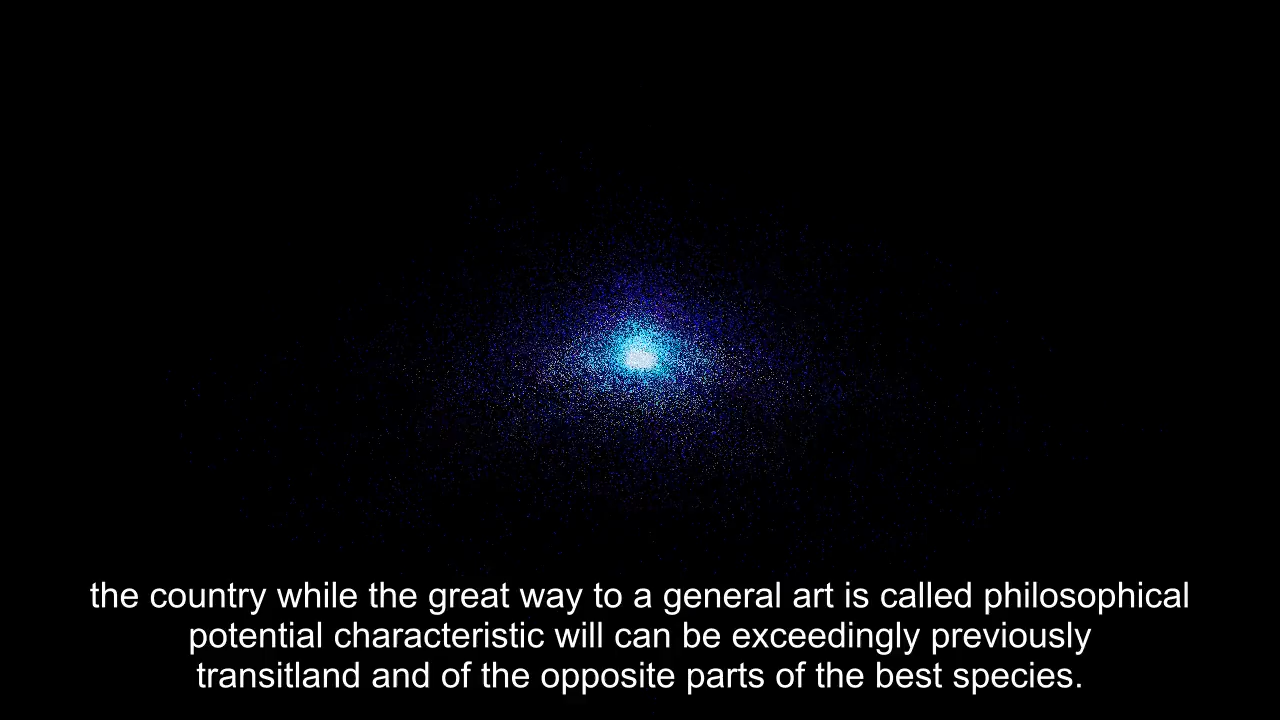 the country while the great way to a general art is called philosophical
potential characteristic will can be exceedingly previously
transitland and of the opposite parts of the best species.